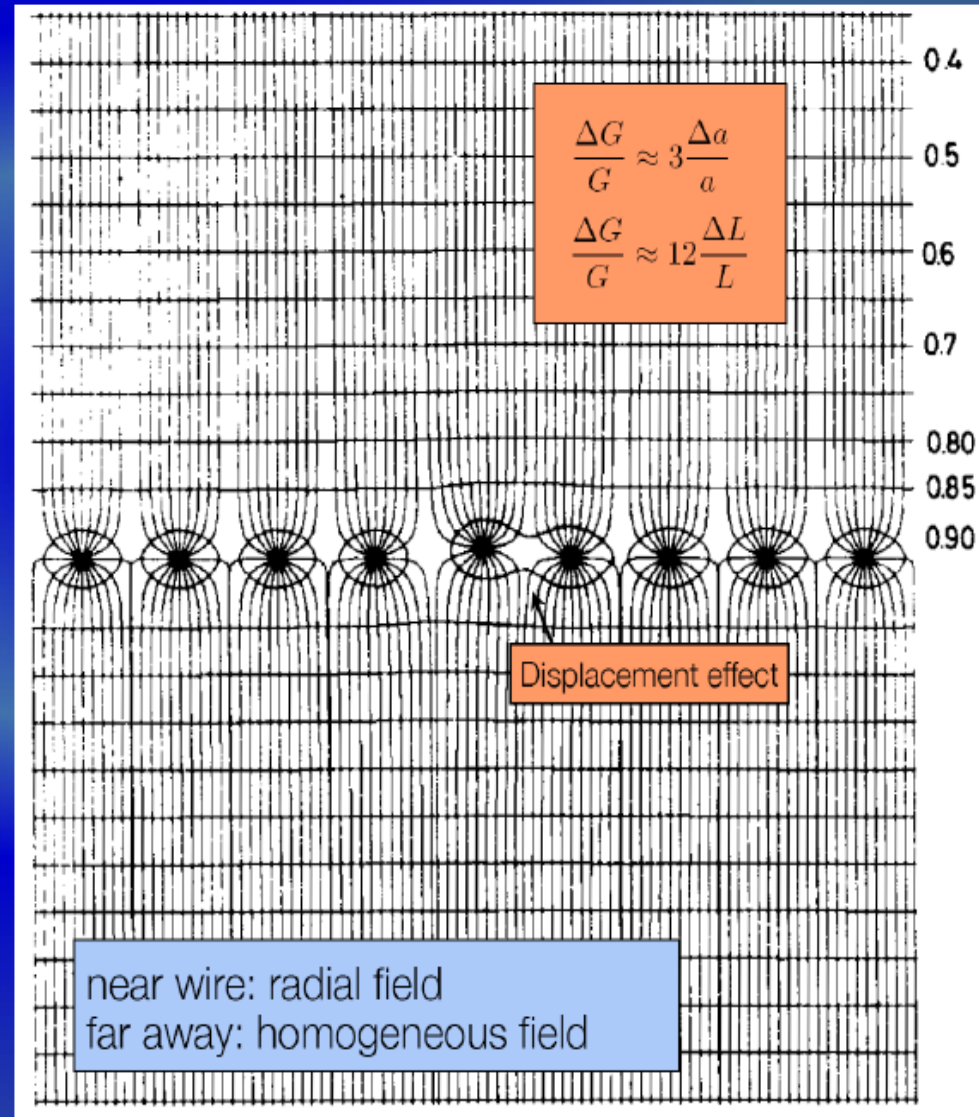 0.4
ΔG/G ≈ 3 Δa/a
0.5
ΔG/G ≈ 12 ΔL/L
0.6
0.7
0.80
0.85
0.90
Displacement effect
near wire: radial field
far away: homogeneous field